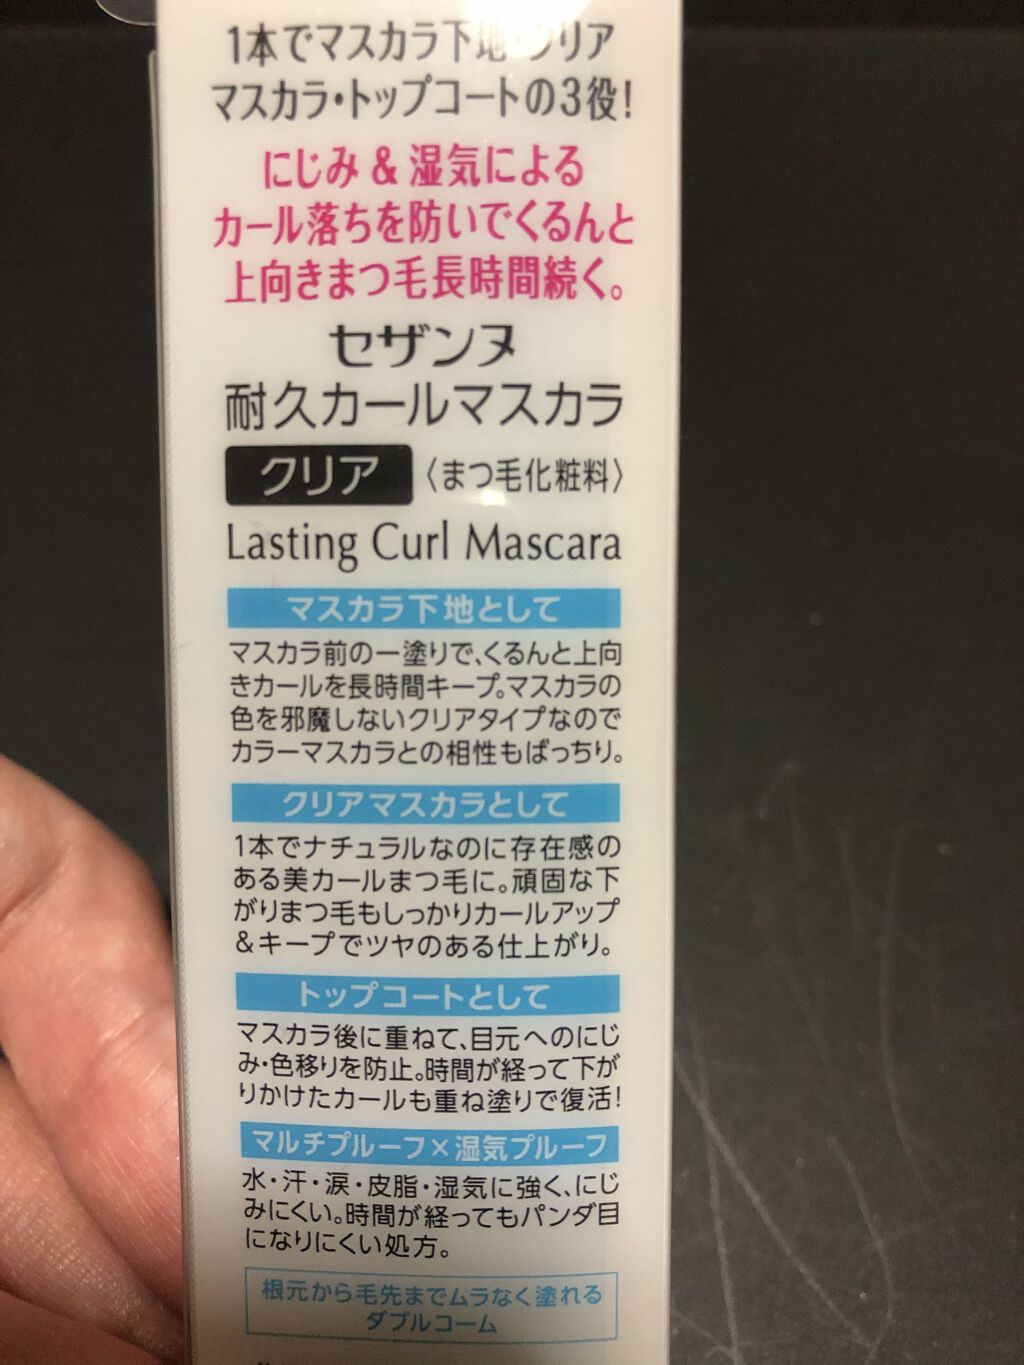 1本でマスカラ下地・クリア
マスカラ・トップコートの3役!
にじみ & 湿気による
カール落ちを防いでくるんと
上向きまつ毛長時間続く。
セザンヌ
耐久カールマスカラ
クリア 〈まつ毛化粧料〉
Lasting Curl Mascara
マスカラ下地として
マスカラ前の一塗りで、くるんと上向
きカールを長時間キープ。マスカラの
色を邪魔しないクリアタイプなので
カラーマスカラとの相性もばっちり。
クリアマスカラとして
1本でナチュラルなのに存在感の
ある美カールまつ毛に。頑固な下
がりまつ毛もしっかりカールアップ
&キープでツヤのある仕上がり。
トップコートとして
マスカラ後に重ねて、目元へのにじ
み・色移りを防止。時間が経って下が
りかけたカールも重ね塗りで復活!
マルチプルーフ×湿気プルーフ
水・汗・涙・皮脂・湿気に強く、にじ
みにくい。時間が経ってもパンダ目
になりにくい処方。
根元から毛先までムラなく塗れる
ダブルコーム